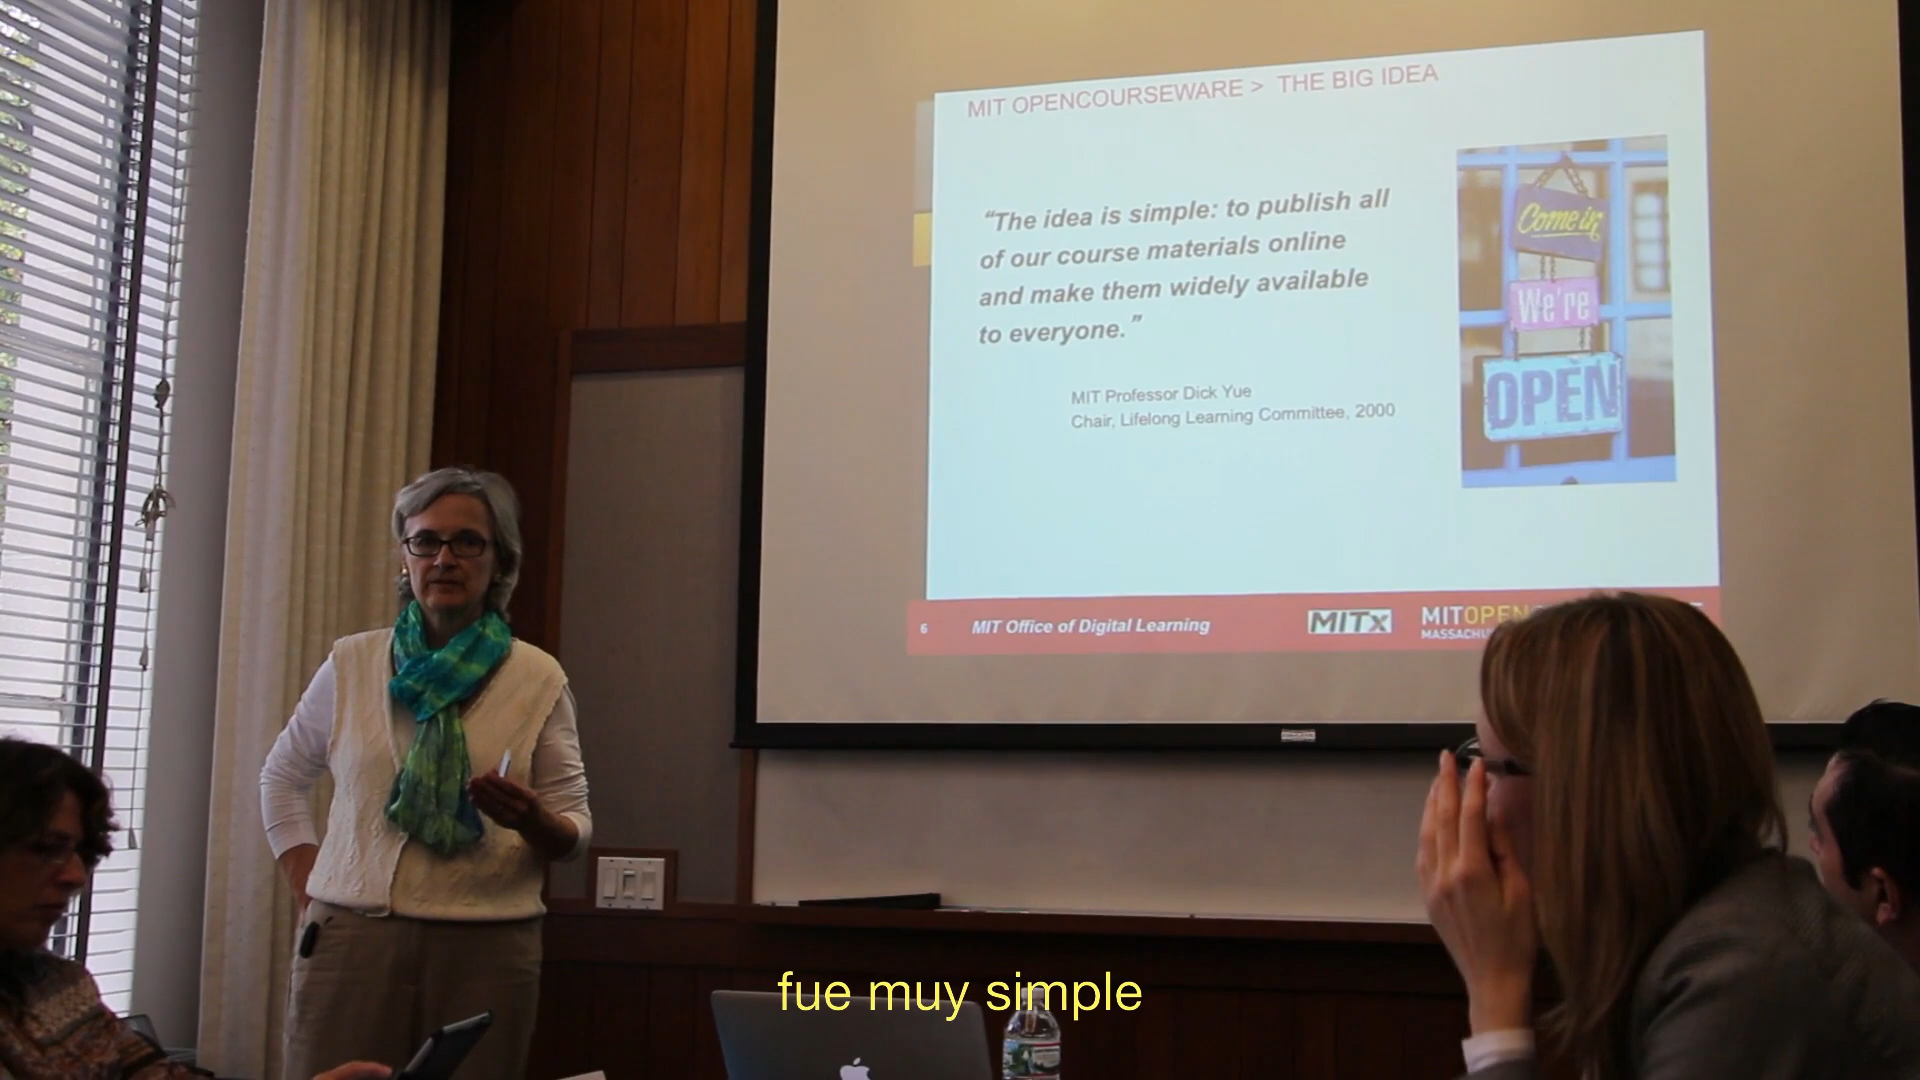 MIT OPENCOURSEWARE > THE BIG IDEA
“The idea is simple: to publish all
of our course materials online
and make them widely available
to everyone.”
MIT Professor Dick Yue
Chair, Lifelong Learning Committee, 2000
Come in
We're
OPEN
6 MIT Office of Digital Learning MITx MITOPEN
fue muy simple